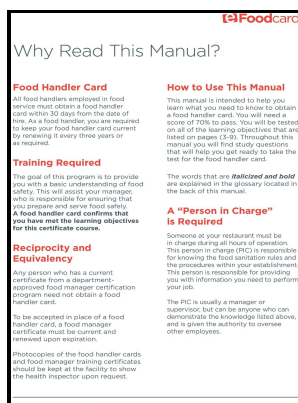 eFoodcard
Why Read This Manual?
Food Handler Card
All food handlers employed in food
service must obtain a food handler
card within 30 days from the date of
hire. As a food handler, you are required
to keep your food handler card current
by renewing it every three years or
as required.
Training Required
The goal of this program is to provide
you with a basic understanding of food
safety. This will assist your manager,
who is responsible for ensuring that
you prepare and serve food safely.
A food handler card confirms that
you have met the learning objectives
for this certificate course.
Reciprocity and
Equivalency
Any person who has a current
certificate from a department-
approved food manager certification
program need not obtain a food
handler card.
To be accepted in place of a food
handler card, a food manager
certificate must be current and
renewed upon expiration.
Photocopies of the food handler cards
and food manager training certificates
should be kept at the facility to show
the health inspector upon request.
How to Use This Manual
This manual is intended to help you
learn what you need to know to obtain
a food handler card. You will need a
score of 70% to pass. You will be tested
on all of the learning objectives that are
listed on pages (3-9). Throughout this
manual you will find study questions
that will help you get ready to take the
test for the food handler card.
The words that are italicized and bold
are explained in the glossary located in
the back of this manual.
A “Person in Charge”
is Required
Someone at your restaurant must be
in charge during all hours of operation.
This person in charge (PIC) is responsible
for knowing the food sanitation rules and
the procedures within your establishment.
This person is responsible for providing
you with information you need to perform
your job.
The PIC is usually a manager or
supervisor, but can be anyone who can
demonstrate the knowledge listed above,
and is given the authority to oversee
other employees.